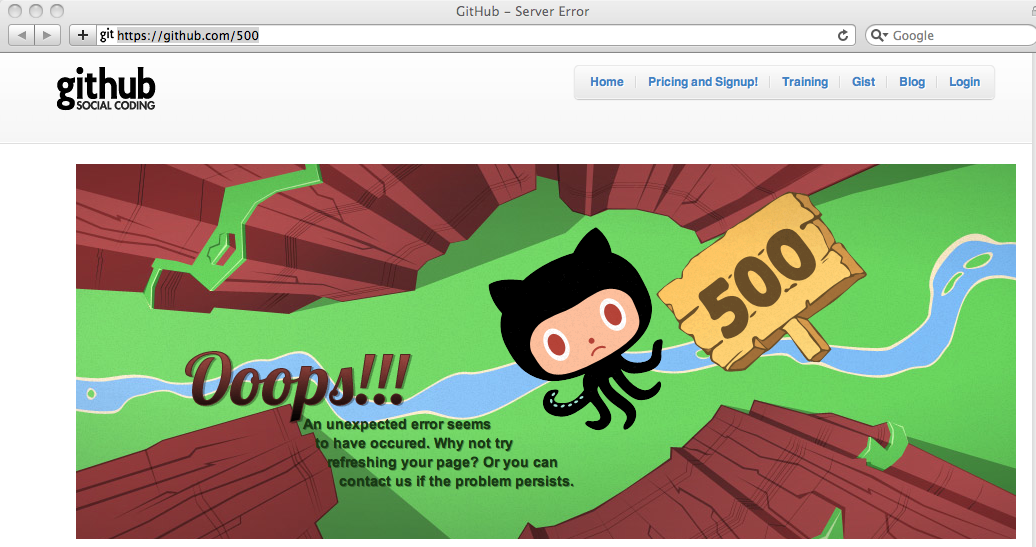 GitHub – Server Error
git https://github.com/500
Google
github
SOCIAL CODING
Home
Pricing and Signup!
Training
Gist
Blog
Login
500
Ooops!!!
An unexpected error seems
to have occured. Why not try
refreshing your page? Or you can
contact us if the problem persists.